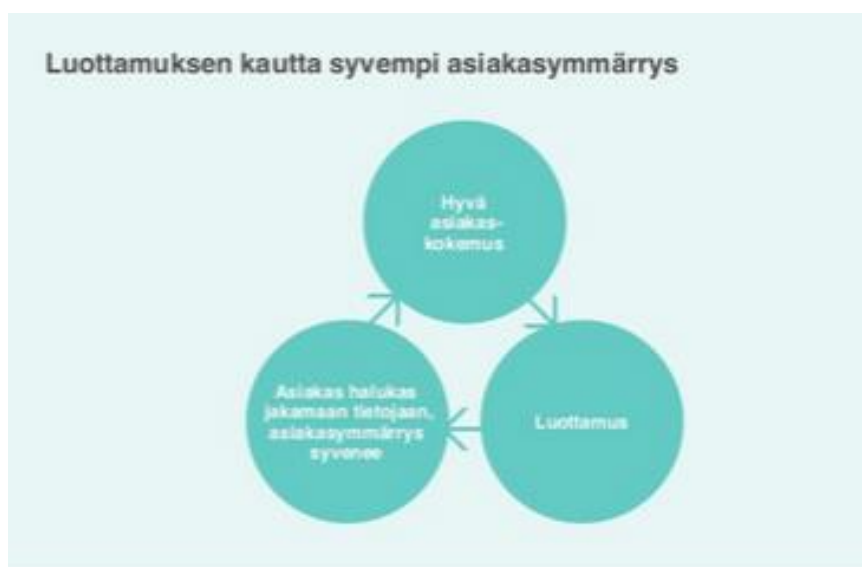 Luottamuksen kautta syvempi asiakasymmärrys
Hyvä
asiakas-
kokemus
Asiakas halukas
jakamaan tietojaan,
asiakasymmärrys
syvenee
Luottamus